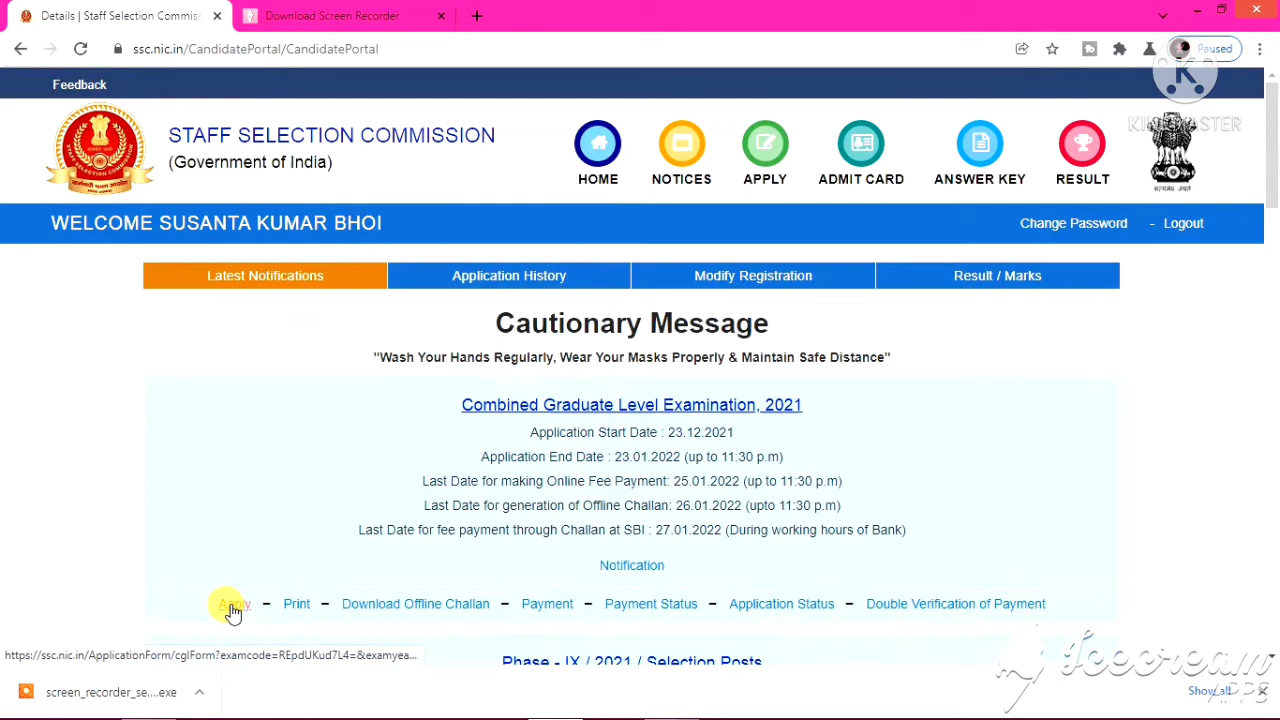 Details | Staff Selection Commis
Download Screen Recorder
ssc.nic.in/CandidatePortal/CandidatePortal
Paused
Feedback
K
KINEMASTER
STAFF SELECTION COMMISSION
(Government of India)
HOME
NOTICES
APPLY
ADMIT CARD
ANSWER KEY
RESULT
WELCOME SUSANTA KUMAR BHOI
Change Password - Logout
Latest Notifications
Application History
Modify Registration
Result / Marks
Cautionary Message
"Wash Your Hands Regularly, Wear Your Masks Properly & Maintain Safe Distance"
Combined Graduate Level Examination, 2021
Application Start Date : 23.12.2021
Application End Date : 23.01.2022 (up to 11:30 p.m)
Last Date for making Online Fee Payment: 25.01.2022 (up to 11:30 p.m)
Last Date for generation of Offline Challan: 26.01.2022 (upto 11:30 p.m)
Last Date for fee payment through Challan at SBI : 27.01.2022 (During working hours of Bank)
Notification
Apply - Print - Download Offline Challan - Payment - Payment Status - Application Status - Double Verification of Payment
https://ssc.nic.in/ApplicationForm/cglForm?examcode=REpdUKud7L4=&examyea...
Phase - IX / 2021 / Selection Posts
Icecream
APPS
screen_recorder_se....exe
Show all